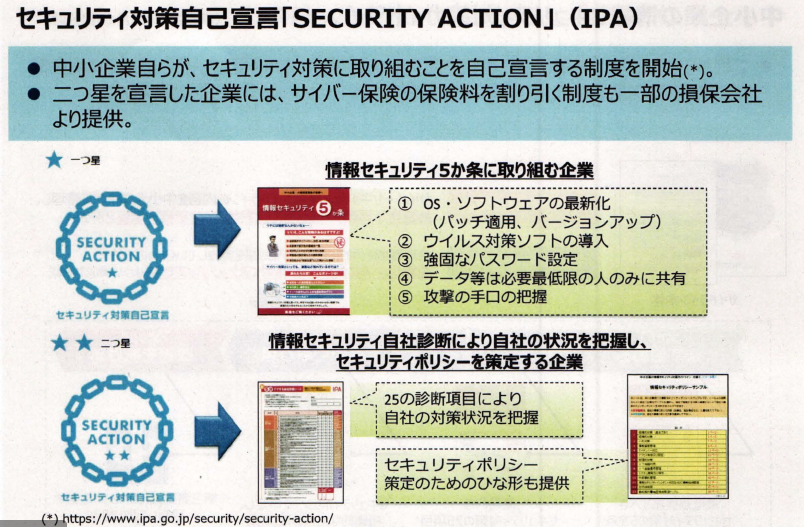 セキュリティ対策自己宣言「SECURITY ACTION」（IPA）
● 中小企業自らが、セキュリティ対策に取り組むことを自己宣言する制度を開始(*)。
● 二つ星を宣言した企業には、サイバー保険の保険料を割り引く制度も一部の損保会社
より提供。
★ 一つ星
SECURITY
ACTION
★
セキュリティ対策自己宣言
情報セキュリティ5か条に取り組む企業
情報セキュリティ 5 か条
① OS・ソフトウェアの最新化
（パッチ適用、バージョンアップ）
② ウイルス対策ソフトの導入
③ 強固なパスワード設定
④ データ等は必要最低限の人のみに共有
⑤ 攻撃の手口の把握
★★ 二つ星
SECURITY
ACTION
★★
セキュリティ対策自己宣言
情報セキュリティ自社診断により自社の状況を把握し、
セキュリティポリシーを策定する企業
IPA
25の診断項目により
自社の対策状況を把握
セキュリティポリシー
策定のためのひな形も提供
情報セキュリティポリシーサンプル
(*) https://www.ipa.go.jp/security/security-action/